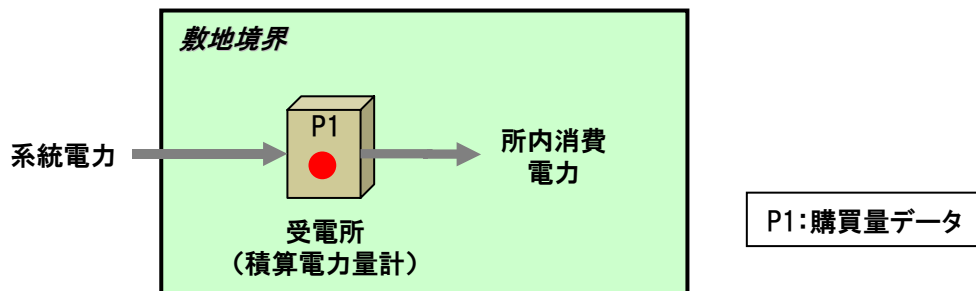 敷地境界
P1
系統電力
所内消費
電力
受電所
（積算電力量計）
P1：購買量データ